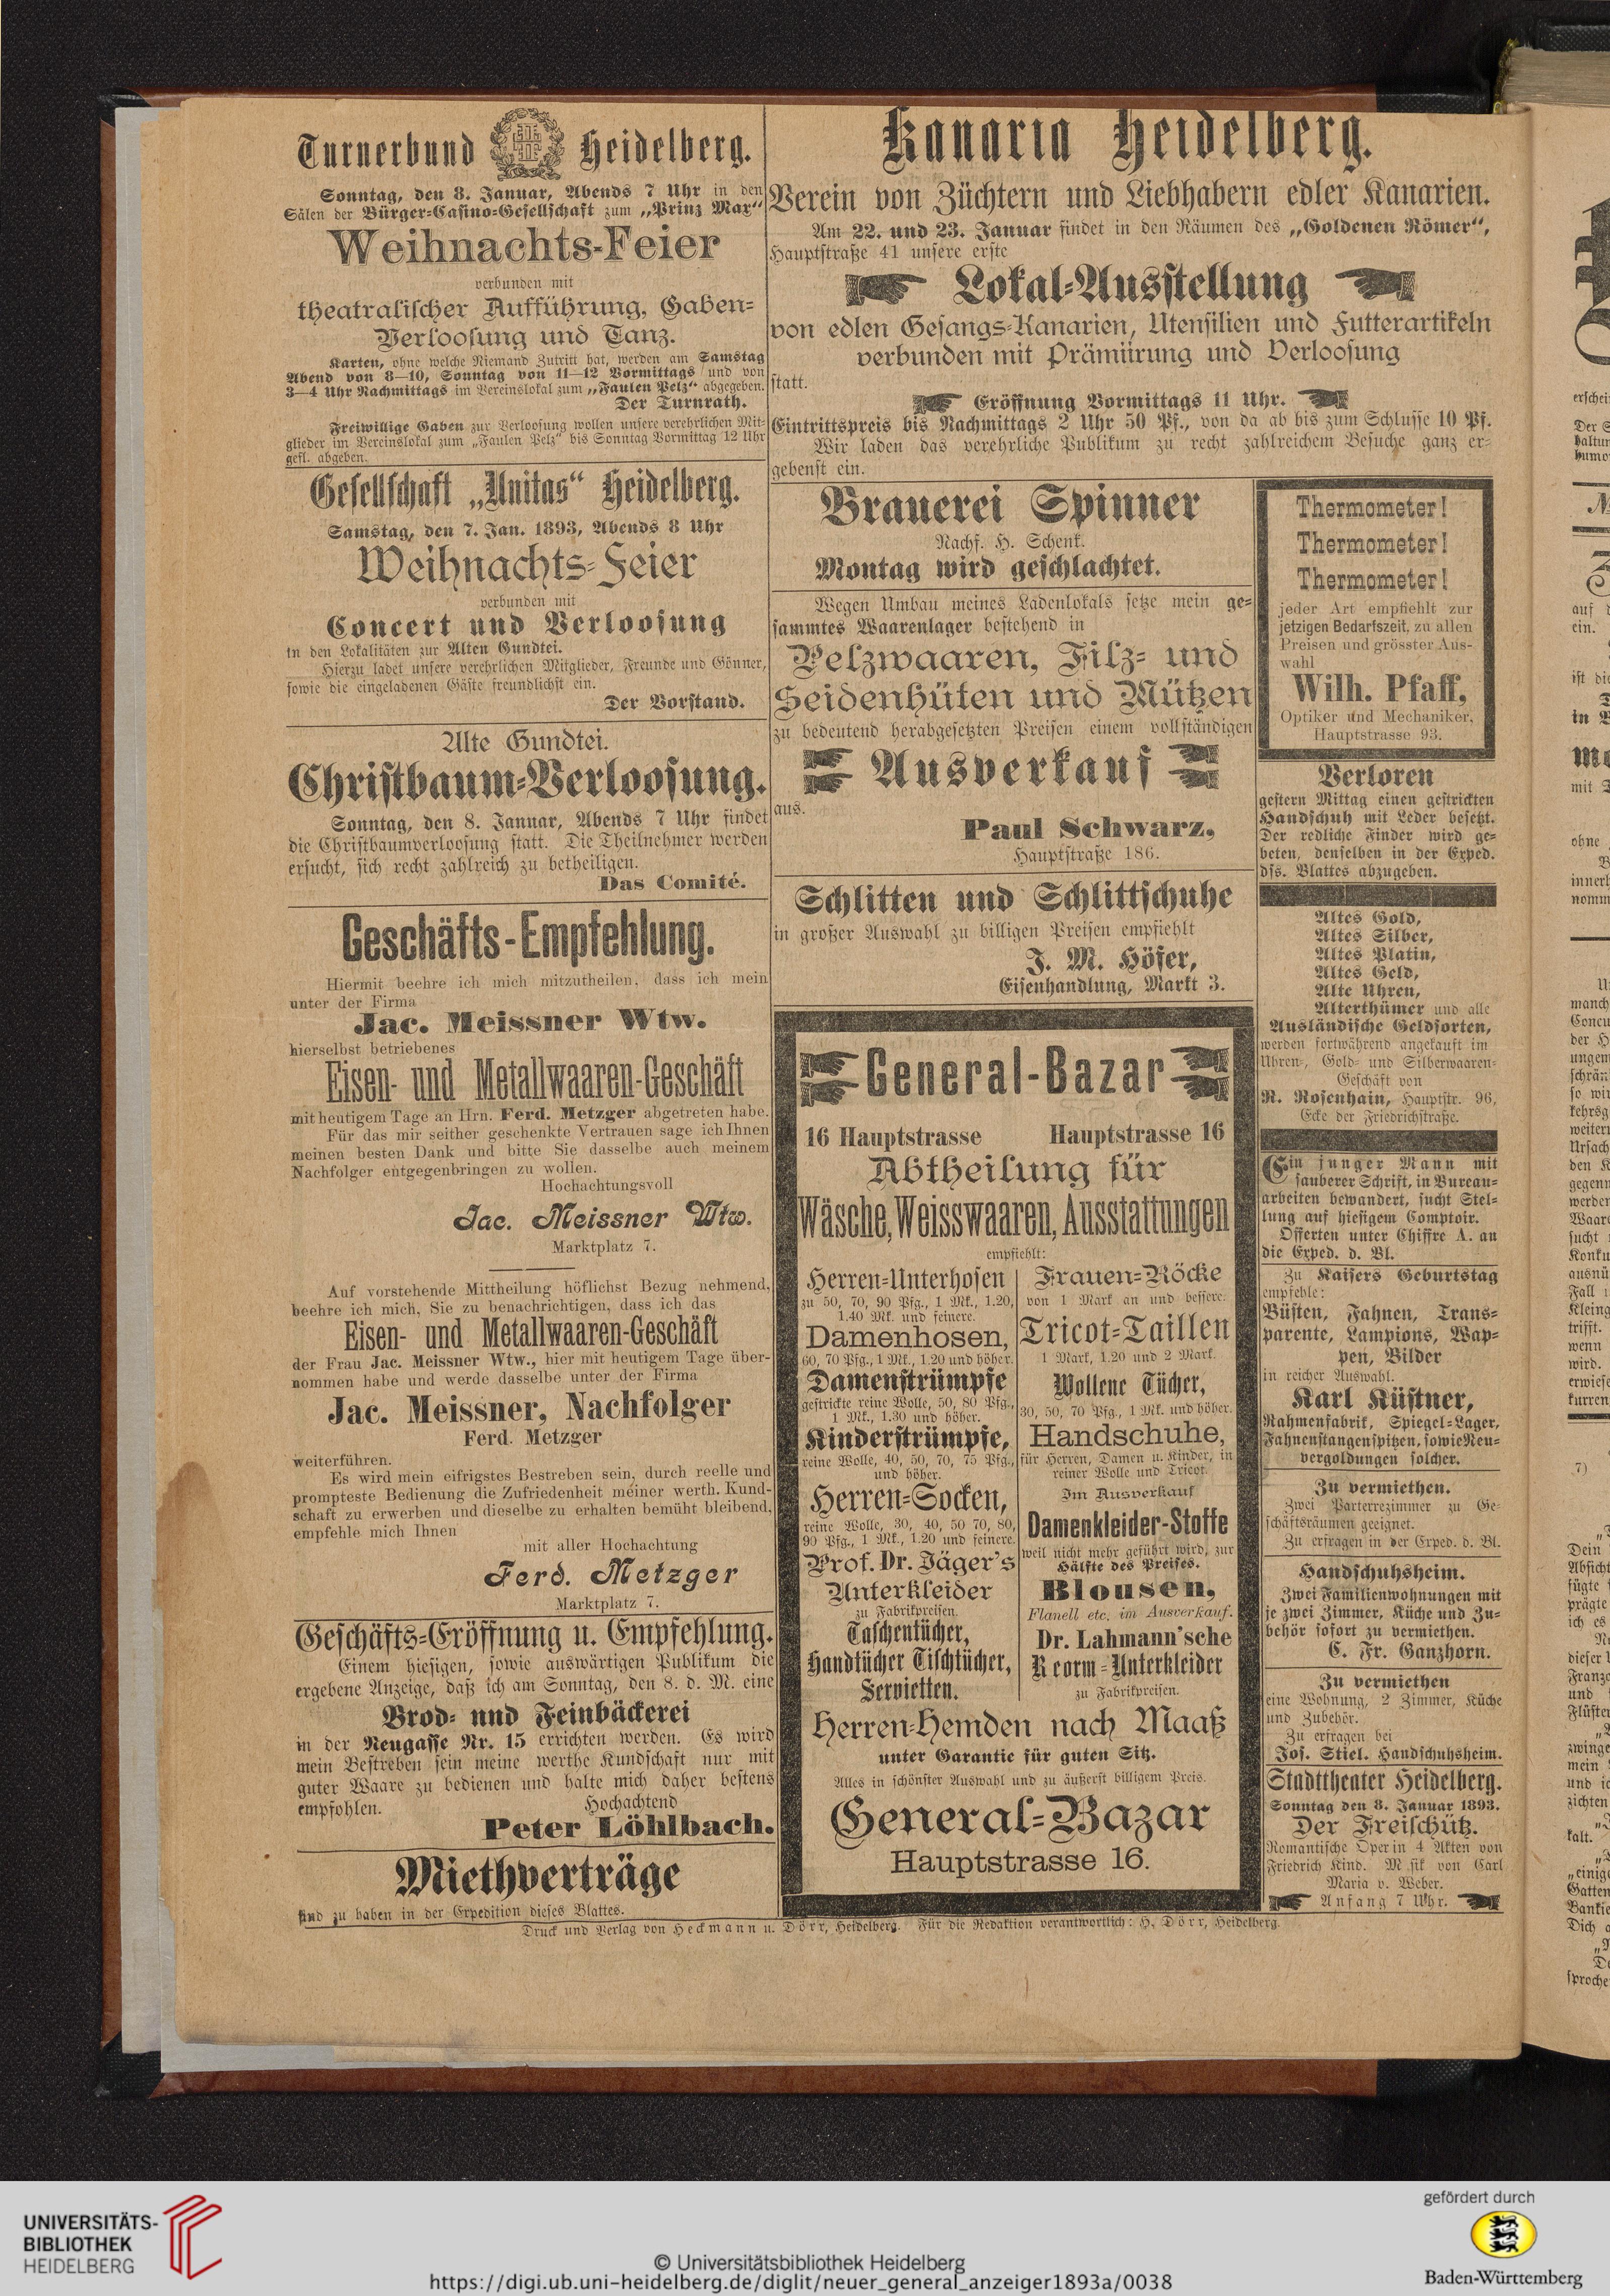 Turnerbund Heidelberg.
Sonntag, den 8. Januar, Abends 7 Uhr in den
Sälen der Bürger-Casino-Gesellschaft zum „Prinz Max"
Weihnachts-Feier
verbunden mit
theatralischer Aufführung, Gaben-
Verloosung und Tanz.
Karten, ohne welche Niemand Zutritt hat, werden am Samstag
Abend von 8—10, Sonntag von 11—12 Vormittags und von
3—4 Uhr Nachmittags im Vereinslokal zum „Faulen Pelz" abgegeben.
Der Turnrath.
Freiwillige Gaben zur Verloosung wollen unsere verehrlichen Mit-
glieder im Vereinslokal zum „Faulen Pelz" bis Sonntag Vormittag 12 Uhr
gefl. abgeben.
Gesellschaft „Unitas" Heidelberg.
Samstag, den 7. Jan. 1893, Abends 8 Uhr
Weihnachts-Feier
verbunden mit
Concert und Verloosung
in den Lokalitäten zur Alten Gundtei.
Hierzu ladet unsere verehrlichen Mitglieder, Freunde und Gönner,
sowie die eingeladenen Gäste freundlichst ein.
Der Vorstand.
Alte Gundtei.
Christbaum-Verloosung.
Sonntag, den 8. Januar, Abends 7 Uhr findet
die Christbaumverloosung statt. Die Theilnehmer werden
ersucht, sich recht zahlreich zu betheiligen.
Das Comité.
Geschäfts-Empfehlung.
Hiermit beehre ich mich mitzutheilen, dass ich mein
unter der Firma
Jac. Meissner Wtw.
hierselbst betriebenes
Eisen- und Metallwaaren-Geschäft
mit heutigem Tage an Hrn. Ferd. Metzger abgetreten habe.
Für das mir seither geschenkte Vertrauen sage ich Ihnen
meinen besten Dank und bitte Sie dasselbe auch meinem
Nachfolger entgegenbringen zu wollen.
Hochachtungsvoll
Jac. Meissner Wtw.
Marktplatz 7.
Auf vorstehende Mittheilung höflichst Bezug nehmend,
beehre ich mich, Sie zu benachrichtigen, dass ich das
Eisen- und Metallwaaren-Geschäft
der Frau Jac. Meissner Wtw., hier mit heutigem Tage über-
nommen habe und werde dasselbe unter der Firma
Jac. Meissner, Nachfolger
Ferd. Metzger
weiterführen.
Es wird mein eifrigstes Bestreben sein, durch reelle und
prompteste Bedienung die Zufriedenheit meiner werth. Kund-
schaft zu erwerben und dieselbe zu erhalten bemüht bleibend,
empfehle mich Ihnen
mit aller Hochachtung
Ferd. Metzger
Marktplatz 7.
Geschäfts-Eröffnung u. Empfehlung.
Einem hiesigen, sowie auswärtigen Publikum die
ergebene Anzeige, daß ich am Sonntag, den 8. d. M. eine
Brod- und Feinbäckerei
in der Neugasse Nr. 15 errichten werden. Es wird
mein Bestreben sein meine werthe Kundschaft nur mit
guter Waare zu bedienen und halte mich daher bestens
empfohlen. Hochachtend
Peter Löhlbach.
Miethverträge
sind zu haben in der Expedition dieses Blattes.
Kanaria Heidelberg.
Verein von Züchtern und Liebhabern edler Kanarien.
Am 22. und 23. Januar findet in den Räumen des „Goldenen Römer",
Hauptstraße 41 unsere erste
Lokal-Ausstellung
von edlen Gesangs-Kanarien, Utensilien und Futterartikeln
verbunden mit Prämiirung und Verloosung
statt.
Eröffnung Vormittags 11 Uhr.
Eintrittspreis bis Nachmittags 2 Uhr 50 Pf., von da ab bis zum Schlusse 10 Pf.
Wir laden das verehrliche Publikum zu recht zahlreichem Besuche ganz er-
gebenst ein.
Brauerei Spinner
Nachf. H. Schenk.
Montag wird geschlachtet.
Wegen Umbau meines Ladenlokals setze mein ge-
sammtes Waarenlager bestehend in
Pelzwaaren, Filz- und
Seidenhüten und Mützen
zu bedeutend herabgesetzten Preisen einem vollständigen
Ausverkauf
aus.
Paul Schwarz,
Hauptstraße 186.
Schlitten und Schlittschuhe
in großer Auswahl zu billigen Preisen empfiehlt
J. M. Höfer,
Eisenhandlung, Markt 3.
General-Bazar
16 Hauptstrasse Hauptstrasse 16
Abtheilung für
Wäsche, Weisswaaren, Ausstattungen
empfiehlt:
Herren-Unterhosen
zu 50, 70, 90 Pfg., 1 Mk., 1.20,
1.40 Mk. und feinere.
Damenhosen,
60, 70 Pfg., 1 Mk., 1.20 und höher.
Damenstrümpfe
gestrickte reine Wolle, 50, 80 Pfg.,
1 Mk., 1.30 und höher.
Kinderstrümpfe,
reine Wolle, 40, 50, 70, 75 Pfg.,
und höher.
Herren-Socken,
reine Wolle, 30, 40, 50 70, 80,
90 Pfg., 1 Mk., 1.20 und feinere.
Prof. Dr. Jäger's
Unterkleider
zu Fabrikpreisen.
Taschentücher,
Handtücher Tischtücher,
Servietten.
Frauen-Röcke
von 1 Mark an und bessere.
Tricot-Taillen
1 Mark, 1.20 und 2 Mark.
Wollene Tücher,
30, 50, 70 Pfg., 1 Mk. und höher.
Handschuhe,
für Herren, Damen u. Kinder, in
reiner Wolle und Tricot.
Im Ausverkauf
Damenkleider-Stoffe
weil nicht mehr geführt wird, zur
Hälfte des Preises.
Blousen,
Flanell etc. im Ausverkauf.
Dr. Lahmann'sche
R eorm-Unterkleider
zu Fabrikpreisen.
Herren-Hemden nach Maaß
unter Garantie für guten Sitz.
Alles in schönster Auswahl und zu äußerst billigem Preis.
General-Bazar
Hauptstrasse 16.
Thermometer!
Thermometer!
Thermometer!
jeder Art empfiehlt zur
jetzigen Bedarfszeit, zu allen
Preisen und grösster Aus-
wahl
Wilh. Pfaff,
Optiker und Mechaniker,
Hauptstrasse 93.
Verloren
gestern Mittag einen gestrickten
Handschuh mit Leder besetzt.
Der redliche Finder wird ge-
beten, denselben in der Exped.
dss. Blattes abzugeben.
Altes Gold,
Altes Silber,
Altes Platin,
Altes Geld,
Alte Uhren,
Alterthümer und alle
Ausländische Geldsorten,
werden fortwährend angekauft im
Uhren-, Gold- und Silberwaaren-
Geschäft von
R. Rosenhain, Hauptstr. 96,
Ecke der Friedrichstraße.
Ein junger Mann mit
sauberer Schrift, in Bureau-
arbeiten bewandert, sucht Stel-
lung auf hiesigem Comptoir.
Offerten unter Chiffre A. an
die Exped. d. Bl.
Zu Kaisers Geburtstag
empfehle:
Büsten, Fahnen, Trans-
parente, Lampions, Wap-
pen, Bilder
in reicher Auswahl.
Karl Küstner,
Rahmenfabrik, Spiegel-Lager,
Fahnenstangenspitzen, sowie Neu-
vergoldungen solcher.
Zu vermiethen.
Zwei Parterrezimmer zu Ge-
schäftsräumen geeignet.
Zu erfragen in der Exped. d. Bl.
Handschuhsheim.
Zwei Familienwohnungen mit
je zwei Zimmer, Küche und Zu-
behör sofort zu vermiethen.
C. Fr. Ganzhorn.
Zu vermiethen
eine Wohnung, 2 Zimmer, Küche
und Zubehör.
Zu erfragen bei
Jos. Stiel. Handschuhsheim.
Stadttheater Heidelberg.
Sonntag den 8. Januar 1893.
Der Freischütz.
Romantische Oper in 4 Akten von
Friedrich Kind. M sik von Carl
Maria v. Weber.
Anfang 7 Uhr.
Druck und Verlag von Heckmann u. Dörr, Heidelberg. Für die Redaktion verantwortlich: H. Dörr, Heidelberg.
UNIVERSITÄTS-
BIBLIOTHEK
HEIDELBERG
© Universitätsbibliothek Heidelberg
https://digi.ub.uni-heidelberg.de/diglit/neuer_general_anzeiger1893a/0038
gefördert durch
Baden-Württemberg